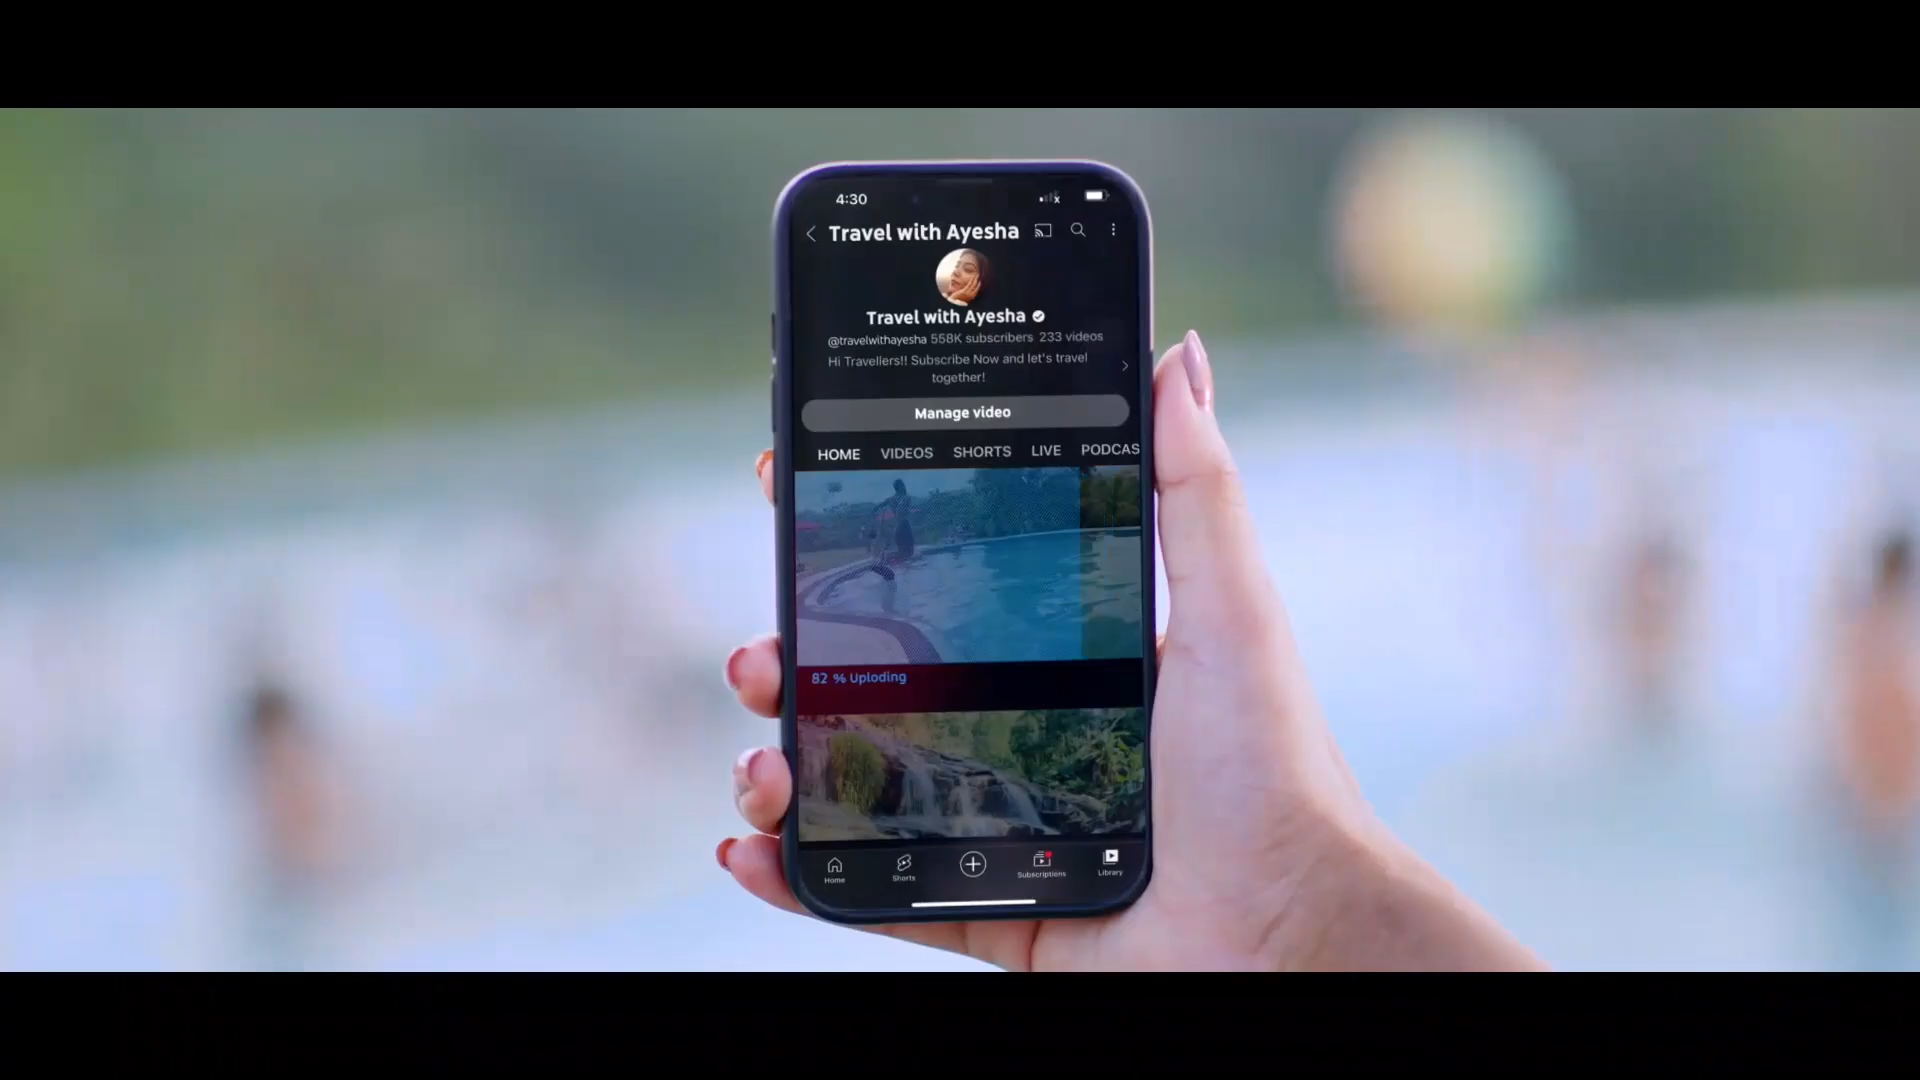 4:30
Travel with Ayesha
Travel with Ayesha
@travelwithayesha 558K subscribers 233 videos
Hi Travellers!! Subscribe Now and let's travel
together!
Manage video
HOME VIDEOS SHORTS LIVE PODCAS
82 % Uploding
Home Shorts Subscriptions Library